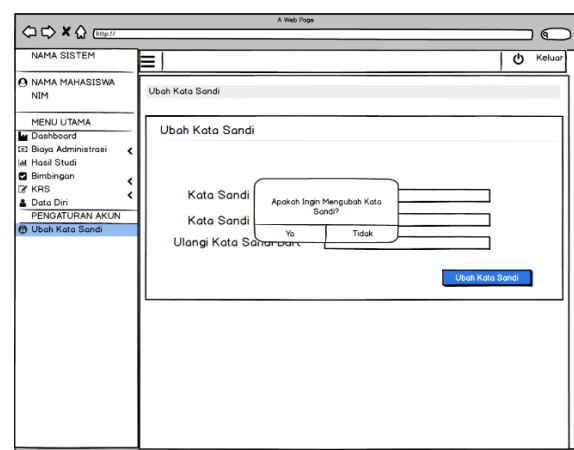 A Web Page
http://
NAMA SISTEM
Keluar
NAMA MAHASISWA
NIM
Ubah Kata Sandi
MENU UTAMA
Dashboard
Biaya Administrasi
Hasil Studi
Bimbingan
KRS
Data Diri
PENGATURAN AKUN
Ubah Kata Sandi
Ubah Kata Sandi
Kata Sandi
Kata Sandi
Ulangi Kata Sandi
Apakah Ingin Mengubah Kata
Sandi?
Ya
Tidak
Ubah Kata Sandi